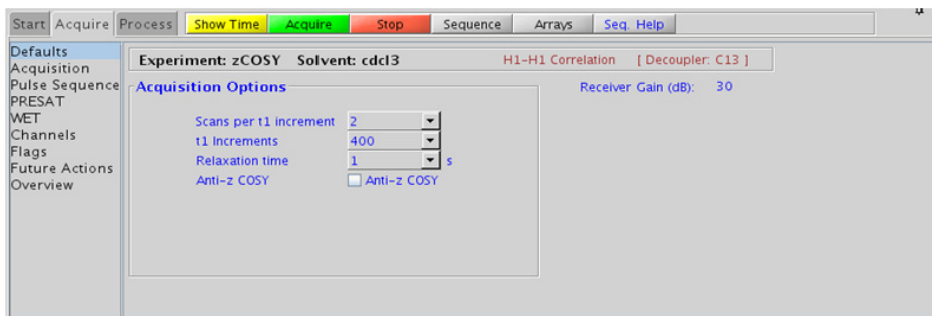 Start Acquire Process Show Time Acquire Stop Sequence Arrays Seq. Help
Defaults
Acquisition
Pulse Sequence
PRESAT
WET
Channels
Flags
Future Actions
Overview
Experiment: zCOSY Solvent: cdcl3 H1-H1 Correlation [ Decoupler: C13 ]
Acquisition Options
Receiver Gain (dB): 30
Scans per t1 increment 2
t1 Increments 400
Relaxation time 1 s
Anti-z COSY Anti-z COSY